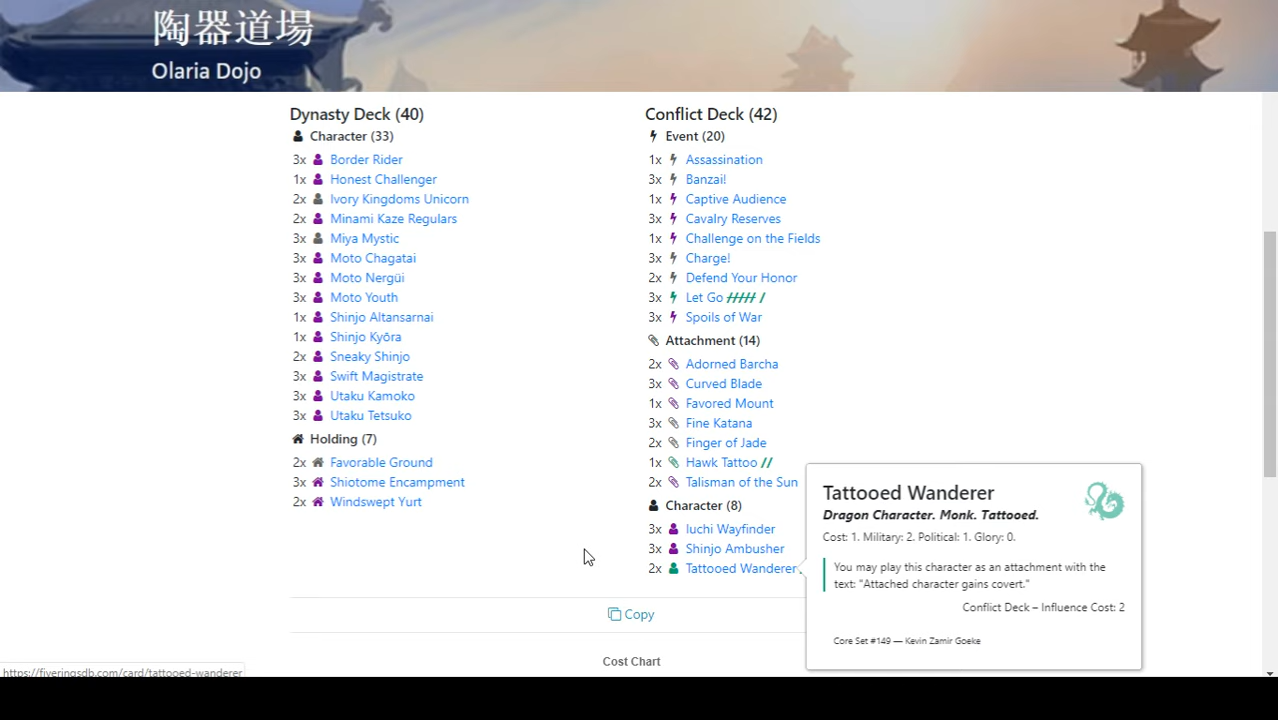 陶器道場
Olaria Dojo
Dynasty Deck (40)
Character (33)
3x Border Rider
1x Honest Challenger
2x Ivory Kingdoms Unicorn
2x Minami Kaze Regulars
3x Miya Mystic
3x Moto Chagatai
3x Moto Nergüi
3x Moto Youth
1x Shinjo Altansarnai
1x Shinjo Kyōra
2x Sneaky Shinjo
3x Swift Magistrate
3x Utaku Kamoko
3x Utaku Tetsuko
Holding (7)
2x Favorable Ground
3x Shiotome Encampment
2x Windswept Yurt
Conflict Deck (42)
Event (20)
1x Assassination
3x Banzai!
1x Captive Audience
3x Cavalry Reserves
1x Challenge on the Fields
3x Charge!
2x Defend Your Honor
3x Let Go
3x Spoils of War
Attachment (14)
2x Adorned Barcha
3x Curved Blade
1x Favored Mount
3x Fine Katana
2x Finger of Jade
1x Hawk Tattoo
2x Talisman of the Sun
Character (8)
3x Iuchi Wayfinder
3x Shinjo Ambusher
2x Tattooed Wanderer
Tattooed Wanderer
Dragon Character. Monk. Tattooed.
Cost: 1. Military: 2. Political: 1. Glory: 0.
You may play this character as an attachment with the
text: "Attached character gains covert."
Conflict Deck – Influence Cost: 2
Core Set #149 — Kevin Zamir Goeke
Copy
Cost Chart
https://fiveringsdb.com/card/tattooed-wanderer